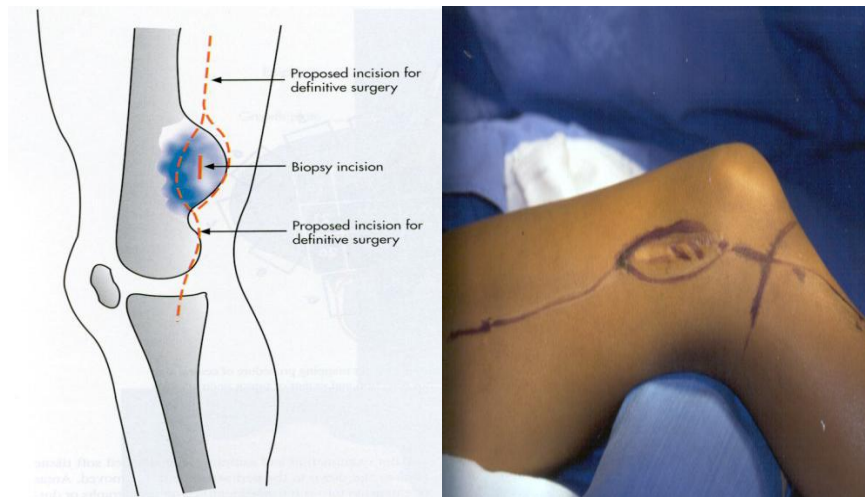 Proposed incision for
definitive surgery
Biopsy incision
Proposed incision for
definitive surgery